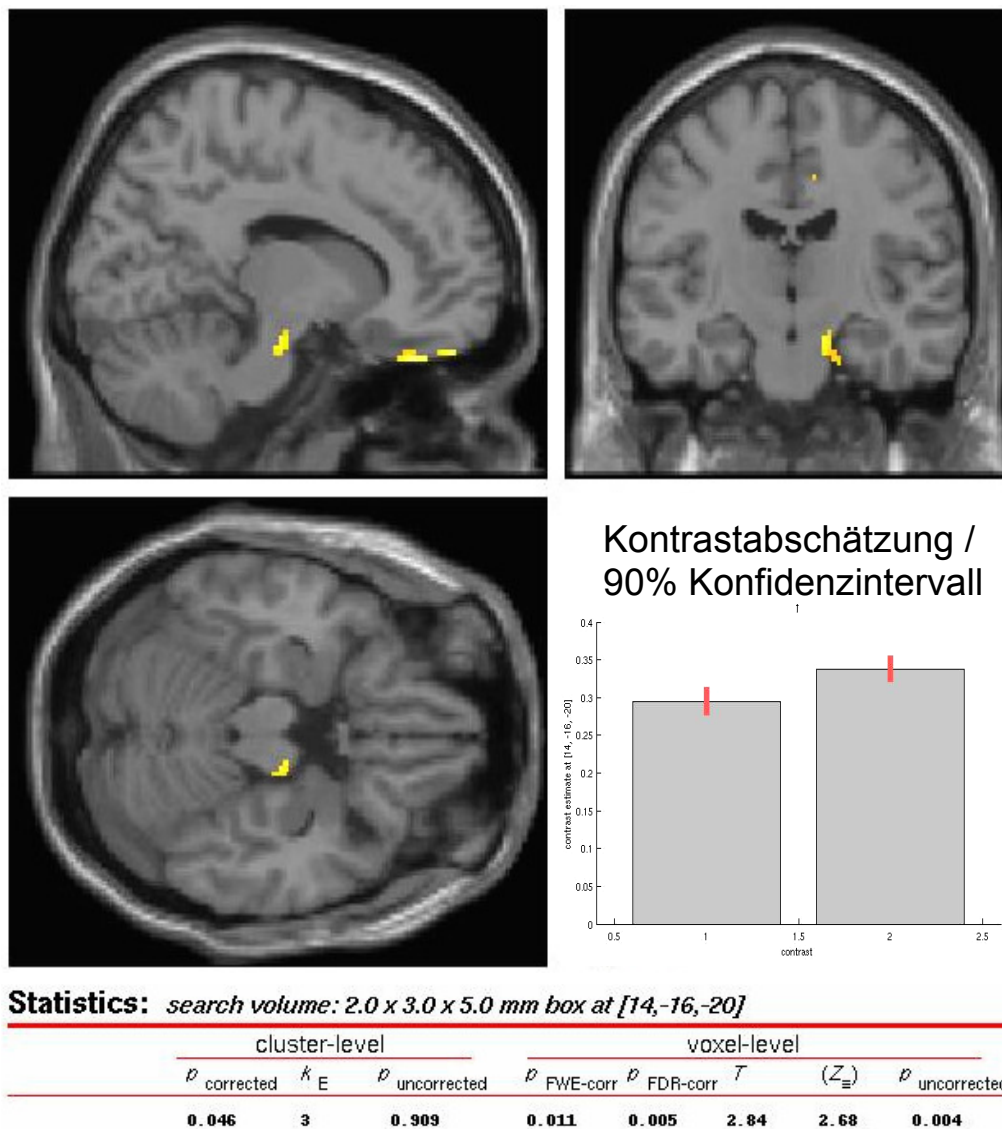 Kontrastabschätzung /
90% Konfidenzintervall
0.4
0.35
0.3
0.25
0.2
0.15
0.1
0.05
0
contrast estimate at [14, -16, -20]
0.5 1 1.5 2 2.5
contrast
Statistics: search volume: 2.0 x 3.0 x 5.0 mm box at [14,-16,-20]
cluster-level voxel-level
p corrected k E p uncorrected p FWE-corr p FDR-corr T (Z≡) p uncorrected
0.046 3 0.909 0.011 0.005 2.84 2.68 0.004